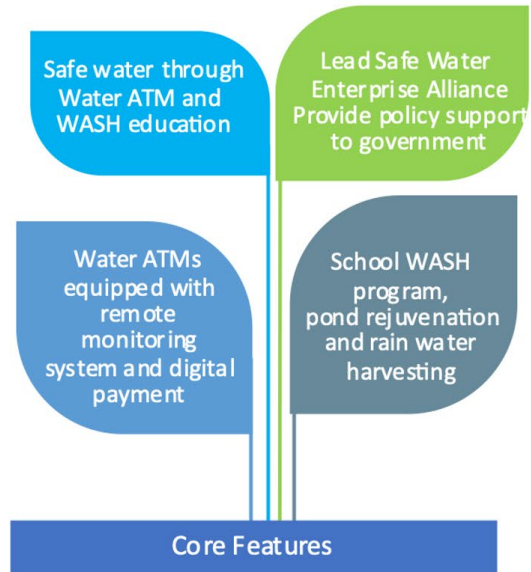 Safe water through
Water ATM and
WASH education
Lead Safe Water
Enterprise Alliance
Provide policy support
to government
Water ATMs
equipped with
remote
monitoring
system and digital
payment
School WASH
program,
pond rejuvenation
and rain water
harvesting
Core Features